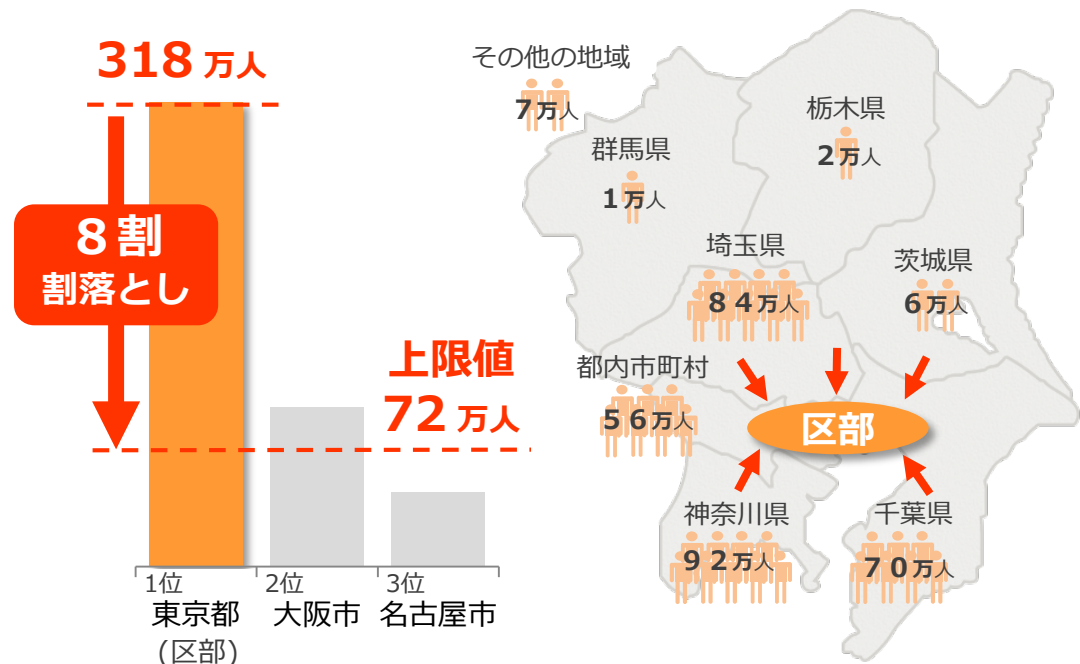 318 万人
8割
割落とし
上限値
72 万人
1位
東京都
(区部)
2位
大阪市
3位
名古屋市
その他の地域
7万人
群馬県
1万人
栃木県
2万人
埼玉県
84万人
茨城県
6万人
都内市町村
56万人
区部
神奈川県
92万人
千葉県
70万人